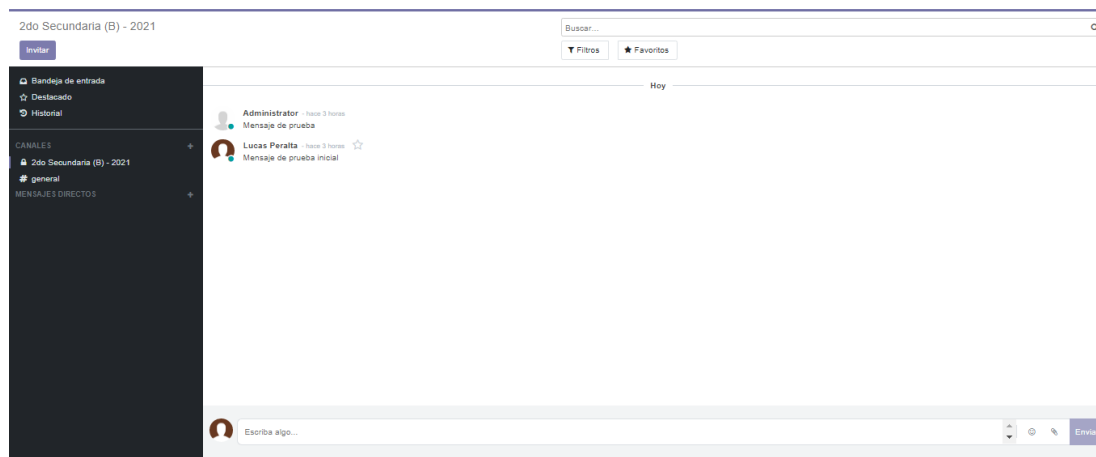 2do Secundaria (B) - 2021
Buscar...
Invitar
Filtros
Favoritos
Bandeja de entrada
Destacado
Historial
CANALES
2do Secundaria (B) - 2021
# general
MENSAJES DIRECTOS
Hoy
Administrator - hace 3 horas
Mensaje de prueba
Lucas Peralta - hace 3 horas
Mensaje de prueba inicial
Escriba algo...
Envia